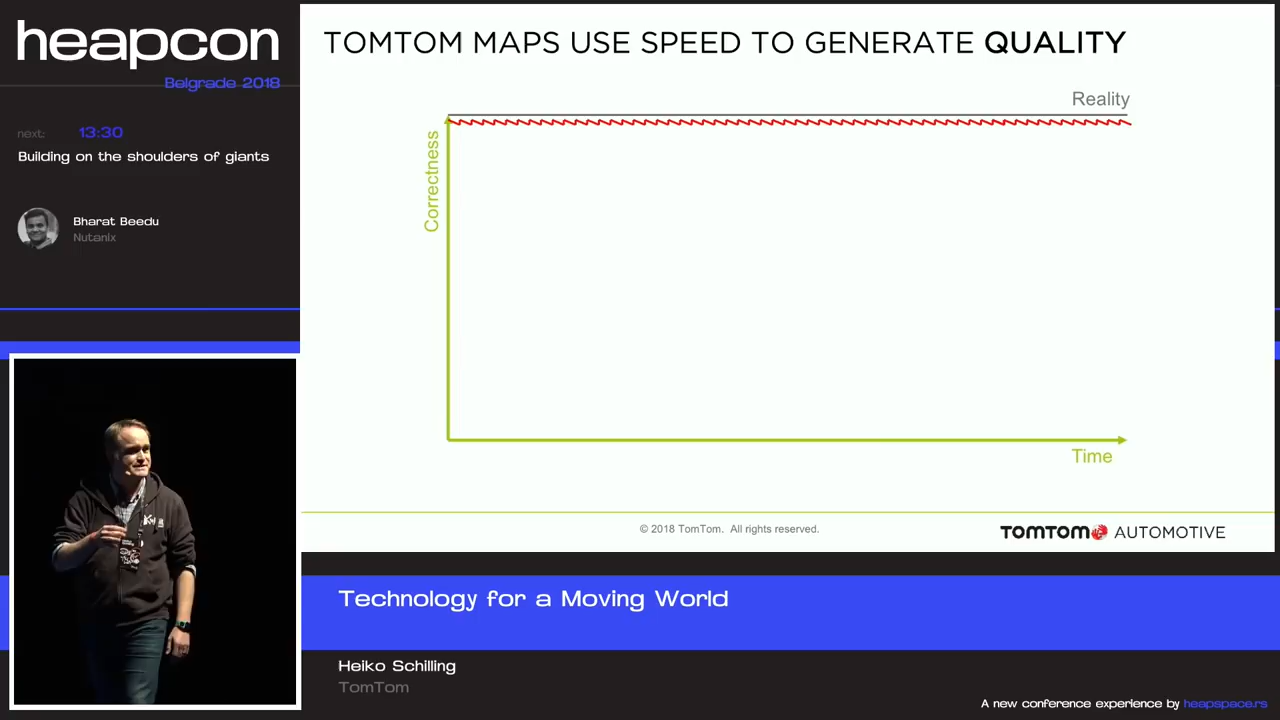 heapcon
Belgrade 2018
next: 13:30
Building on the shoulders of giants
Bharat Beedu
Nutanix
TOMTOM MAPS USE SPEED TO GENERATE QUALITY
Reality
Correctness
Time
© 2018 TomTom. All rights reserved.
TOMTOM AUTOMOTIVE
Technology for a Moving World
Heiko Schilling
TomTom
A new conference experience by heapspace.rs